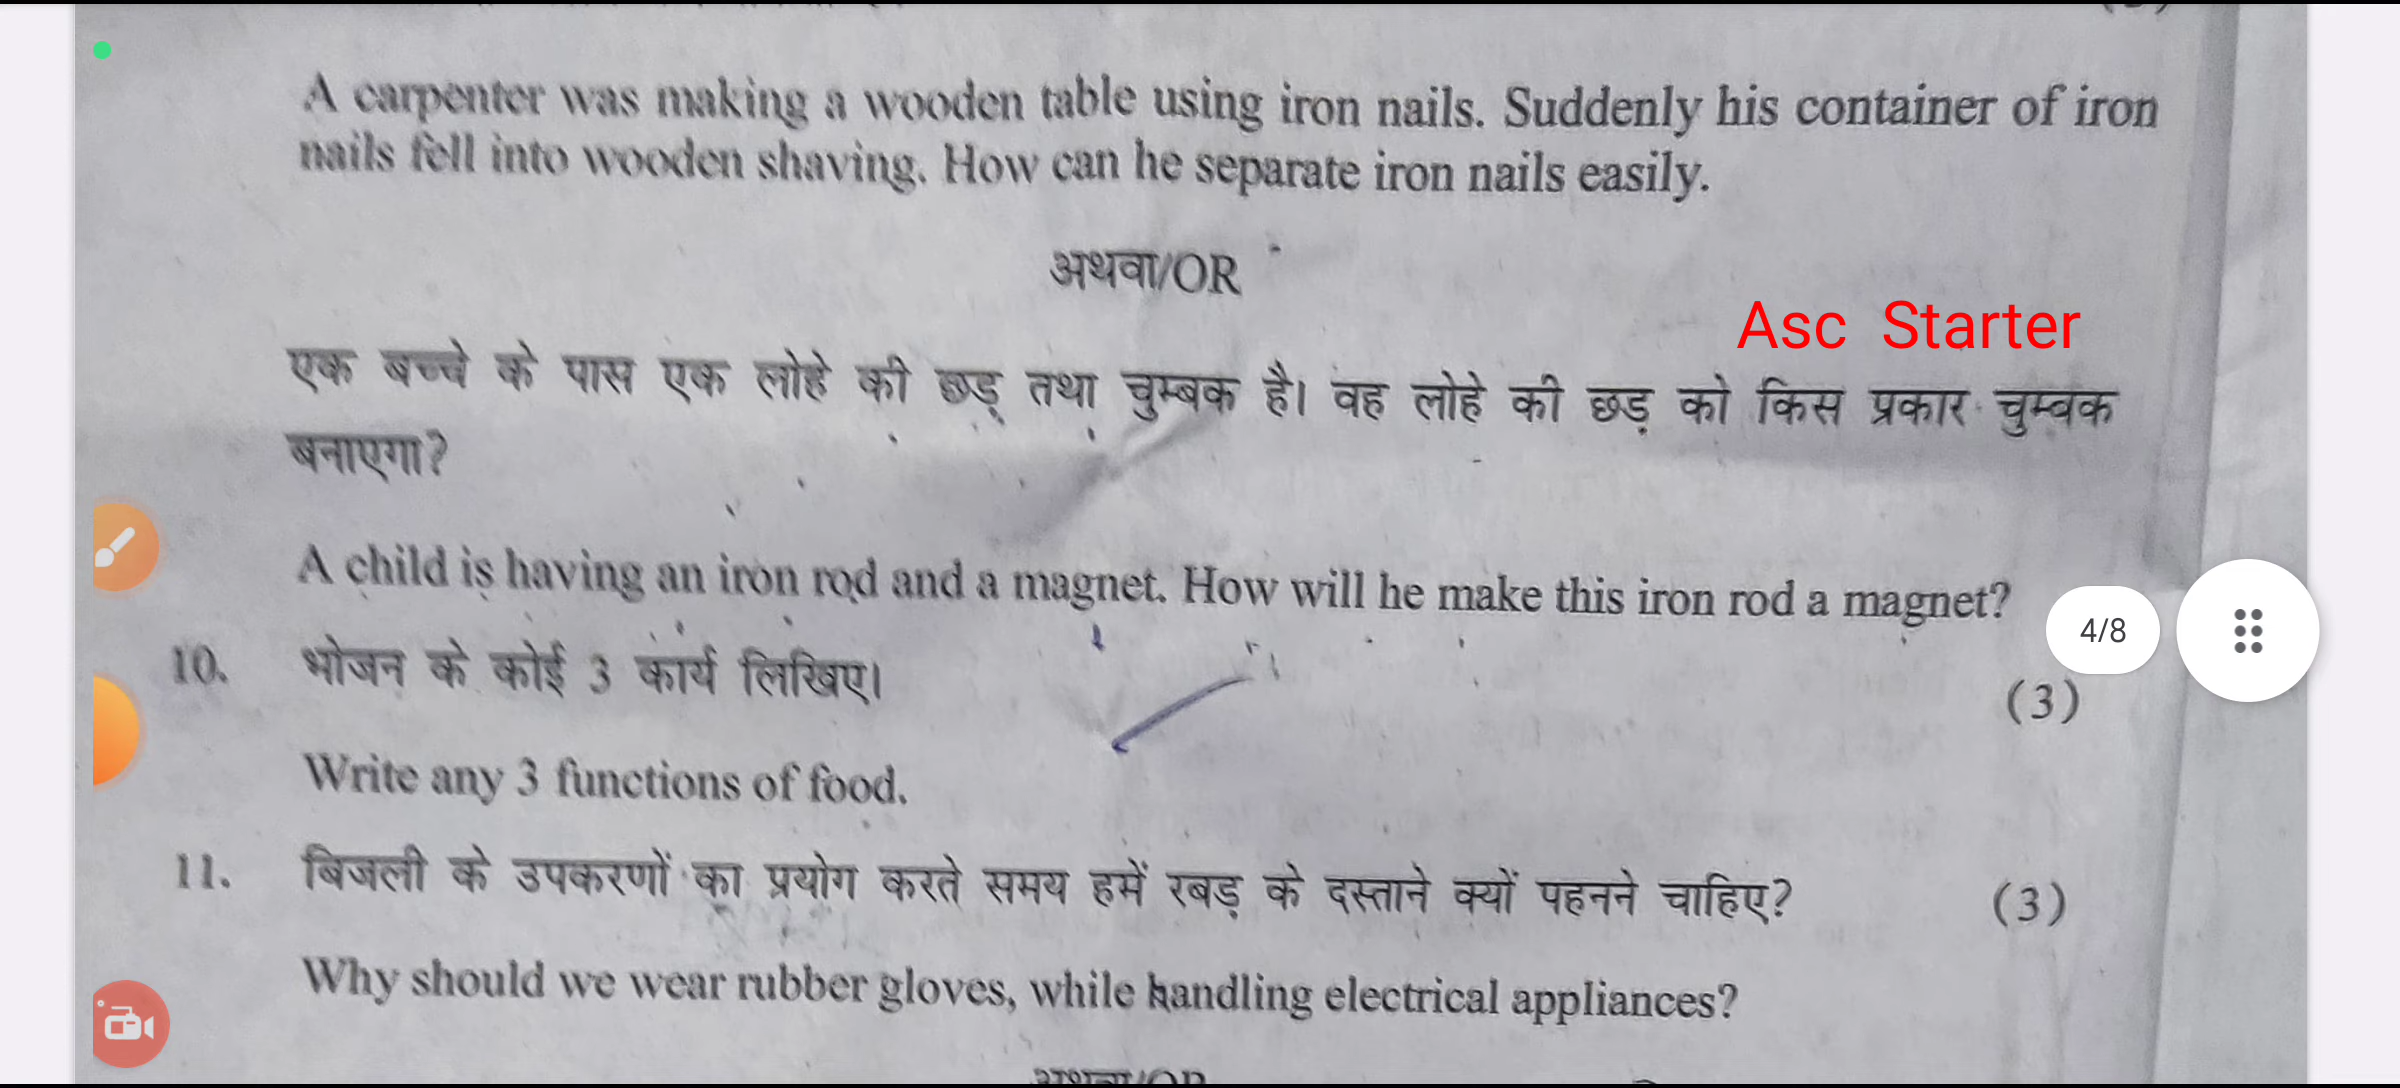 A carpenter was making a wooden table using iron nails. Suddenly his container of iron
nails fell into wooden shaving. How can he separate iron nails easily.
अथवा/OR
Asc Starter
एक बच्चे के पास एक लोहे की छड़ तथा चुम्बक है। वह लोहे की छड़ को किस प्रकार चुम्बक
बनाएगा?
A child is having an iron rod and a magnet. How will he make this iron rod a magnet?
4/8
10. भोजन के कोई 3 कार्य लिखिए। (3)
Write any 3 functions of food.
11. बिजली के उपकरणों का प्रयोग करते समय हमें रबड़ के दस्ताने क्यों पहनने चाहिए? (3)
Why should we wear rubber gloves, while handling electrical appliances?